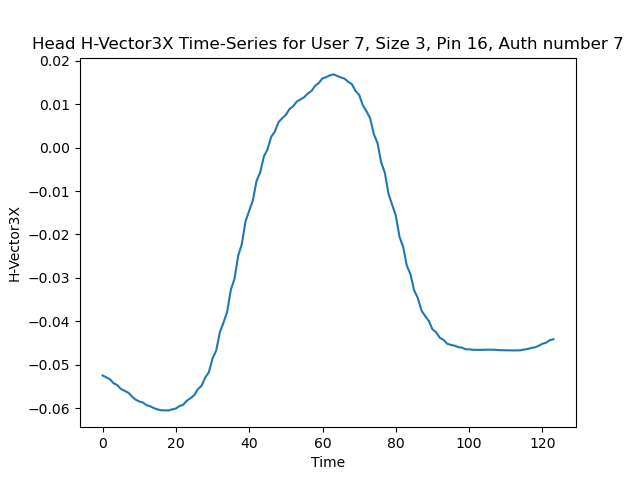 Head H-Vector3X Time-Series for User 7, Size 3, Pin 16, Auth number 7
0.02
0.01
0.00
−0.01
−0.02
−0.03
−0.04
−0.05
−0.06
H-Vector3X
0 20 40 60 80 100 120
Time